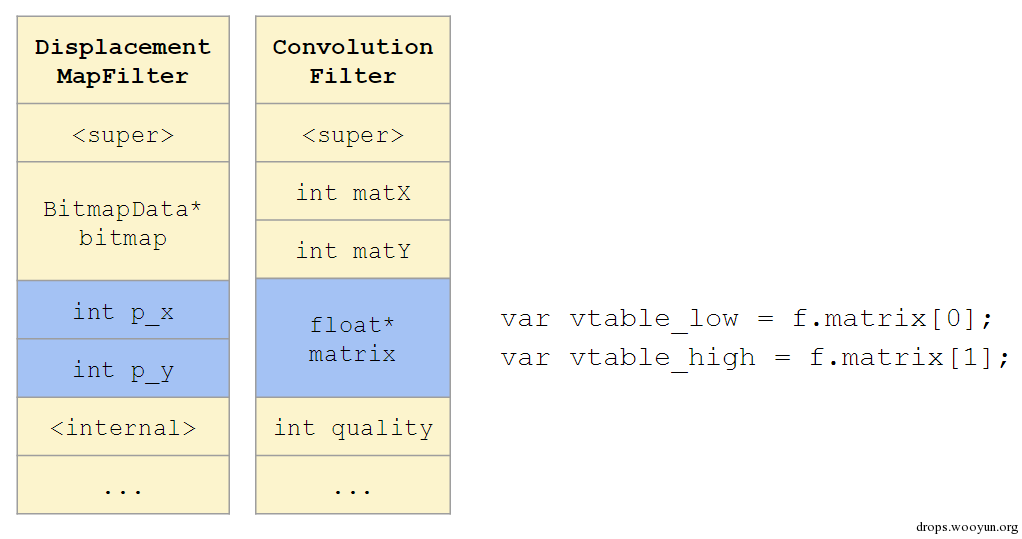 Displacement
MapFilter
<super>
BitmapData*
bitmap
int p_x
int p_y
<internal>
...
Convolution
Filter
<super>
int matX
int matY
float*
matrix
int quality
...
var vtable_low = f.matrix[0];
var vtable_high = f.matrix[1];
drops.wooyun.org